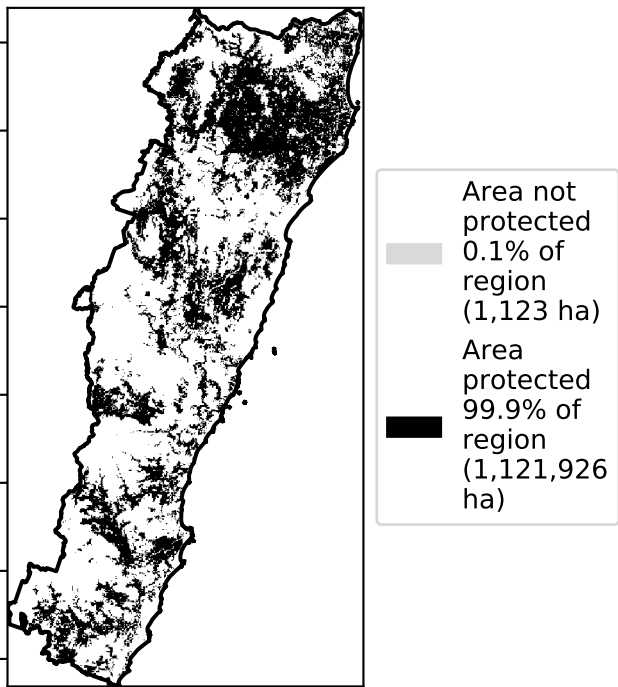 Area not
protected
0.1% of
region
(1,123 ha)
Area
protected
99.9% of
region
(1,121,926
ha)